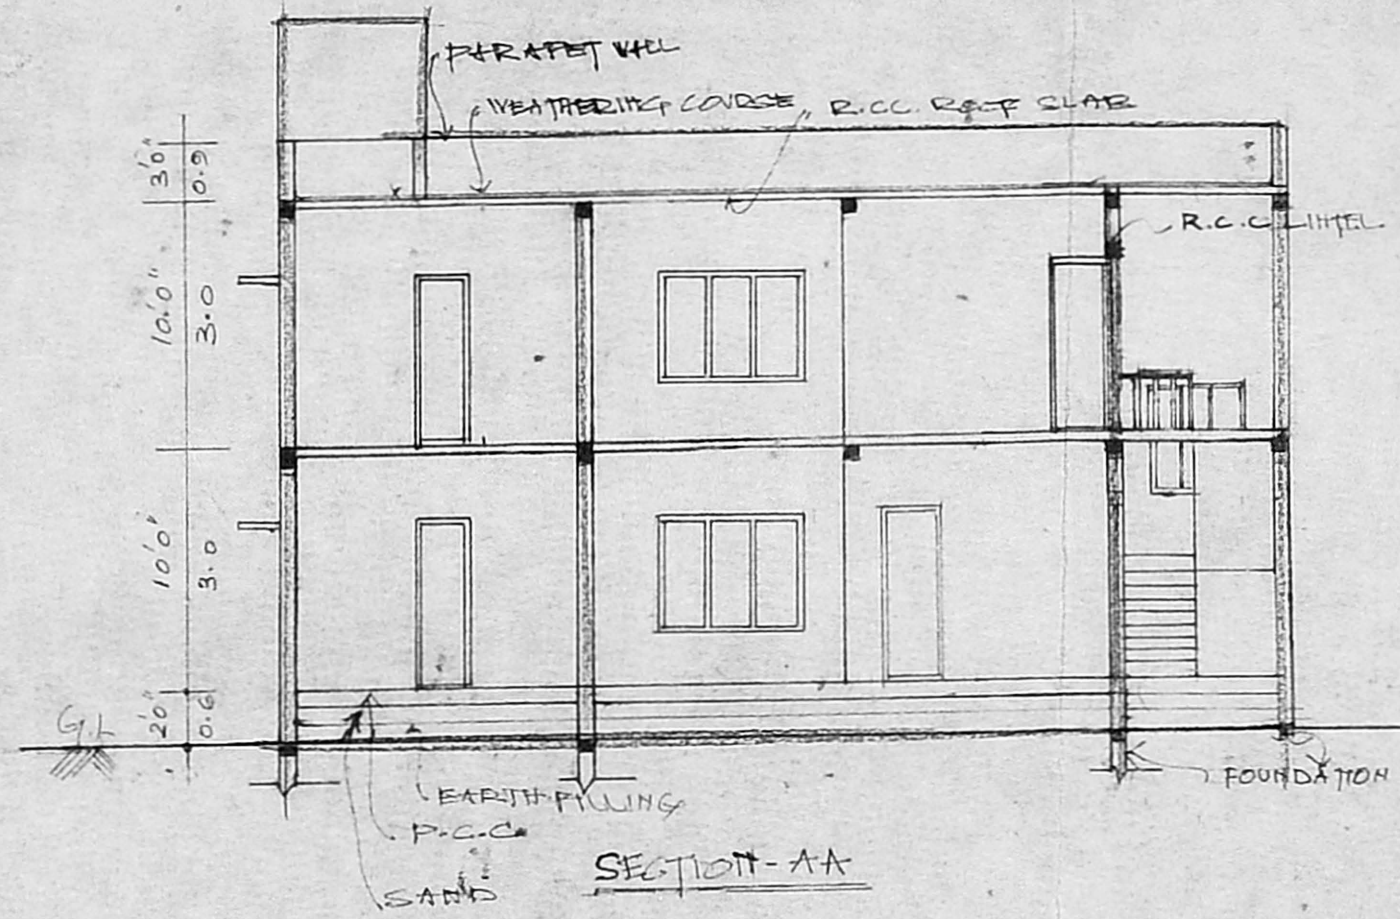 PARAPET WALL
WEATHERING COURSE
R.CC. ROOF SLAB
3'0"
0.9
R.C.C LINTEL
10'.0"
3.0
10'0"
3.0
2'0"
0.6
G.L
FOUNDATION
EARTH FILLING
P.C.C.
SAND
SECTION-AA